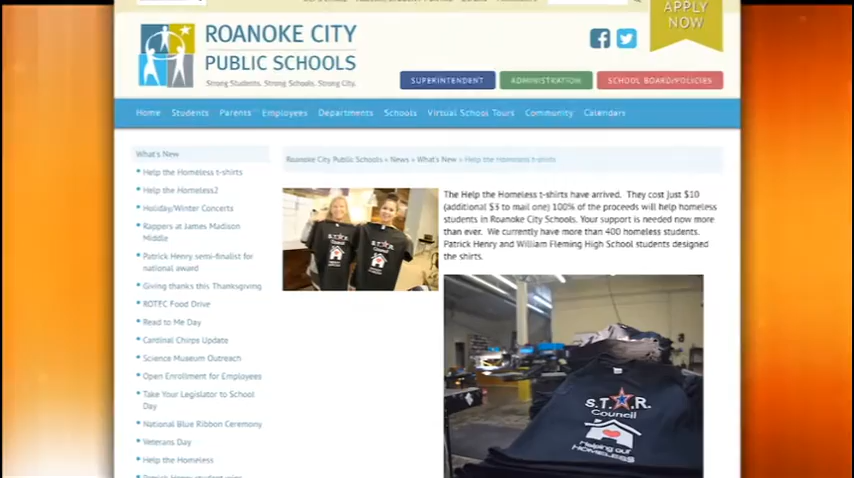 APPLY
NOW
ROANOKE CITY
PUBLIC SCHOOLS
Strong Students. Strong Schools. Strong City.
SUPERINTENDENT
ADMINISTRATION
SCHOOL BOARD/POLICIES
Home Students Parents Employees Departments Schools Virtual School Tours Community Calendars
What's New
Help the Homeless t-shirts
Help the Homeless2
Holiday/Winter Concerts
Rappers at James Madison
Middle
Patrick Henry semi-finalist for
national award
Giving thanks this Thanksgiving
ROTEC Food Drive
Read to Me Day
Cardinal Chirps Update
Science Museum Outreach
Open Enrollment for Employees
Take Your Legislator to School
Day
National Blue Ribbon Ceremony
Veterans Day
Help the Homeless
Roanoke City Public Schools » News » What's New » Help the Homeless t-shirts
The Help the Homeless t-shirts have arrived. They cost just $10
(additional $3 to mail one) 100% of the proceeds will help homeless
students in Roanoke City Schools. Your support is needed now more
than ever. We currently have more than 400 homeless students.
Patrick Henry and William Fleming High School students designed
the shirts.
S.T.A.R.
Council
S.T.A.R.
Council
S.T.A.R.
Council
Helping our
HOMELESS